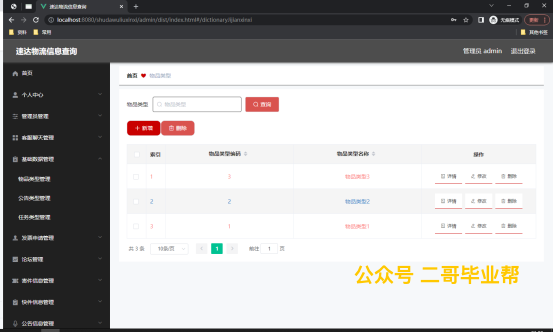 速达物流信息查询
localhost:8080/shudawuliuxinxi/admin/dist/index.html#/dictionaryLijianxinxi
无痕模式
更新
资料
常用
其他书签
速达物流信息查询
管理员 admin
退出登录
首页
个人中心
管理员管理
客服聊天管理
基础数据管理
物品类型管理
公告类型管理
任务类型管理
发票申请管理
论坛管理
寄件信息管理
快件信息管理
公告信息管理
首页 物品类型
物品类型 物品类型 查询
+ 新增 删除
索引 物品类型编码 物品类型名称 操作
1 3 物品类型3 详情 修改 删除
2 2 物品类型2 详情 修改 删除
3 1 物品类型1 详情 修改 删除
共 3 条 10条/页 < 1 > 前往 1 页
公众号 二哥毕业帮